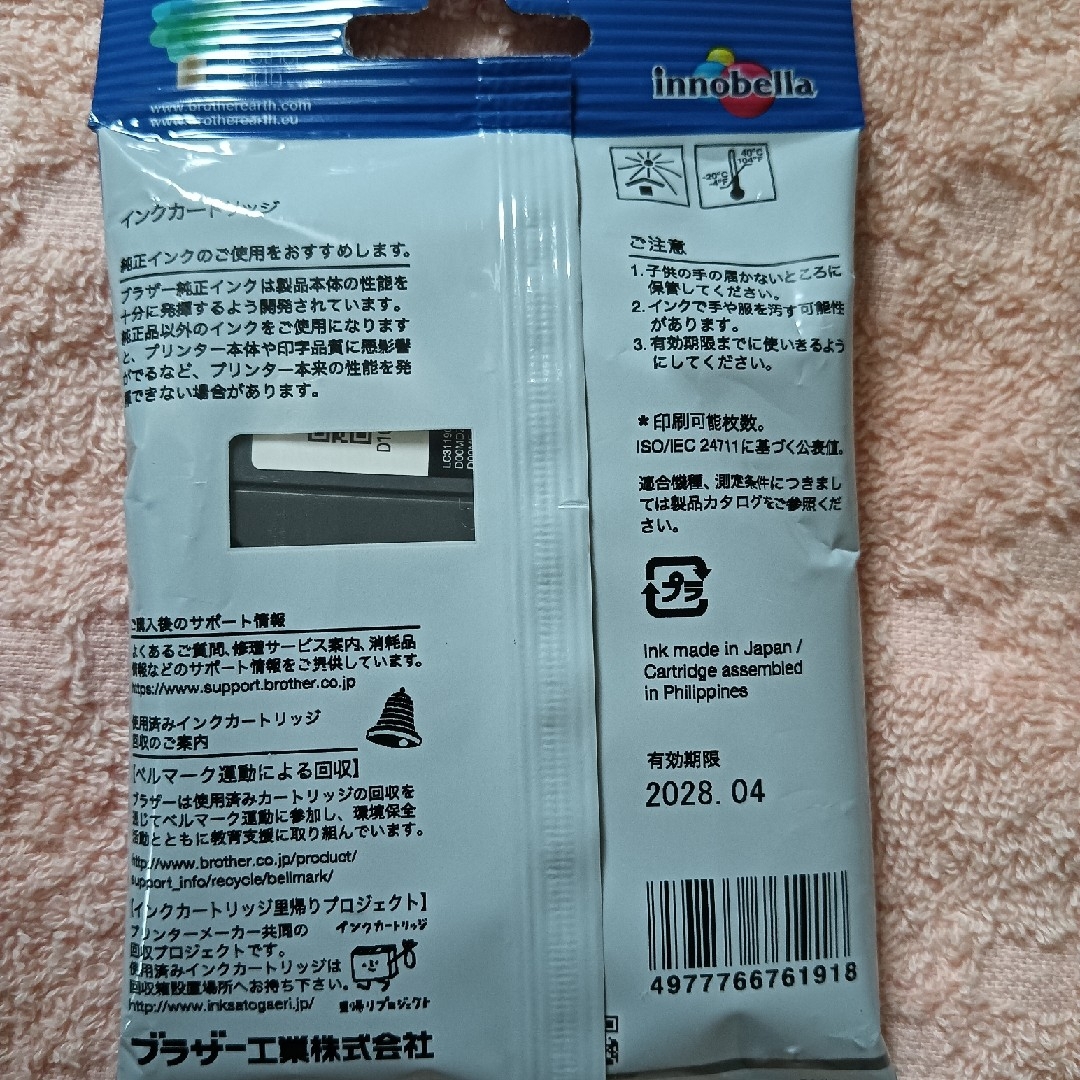 www.brotherearth.com
www.brotherearth.eu
インクカートリッジ
純正インクのご使用をおすすめします。
ブラザー純正インクは製品本体の性能を
十分に発揮するよう開発されています。
純正品以外のインクをご使用になります
と、プリンター本体や印字品質に悪影響
がでるなど、プリンター本来の性能を発
揮できない場合があります。
D1
LC3119
D00M
ご購入後のサポート情報
よくあるご質問、修理サービス案内、消耗品
情報などのサポート情報をご提供しています。
https://www.support.brother.co.jp
使用済みインクカートリッジ
回収のご案内
【ベルマーク運動による回収】
ブラザーは使用済みカートリッジの回収を
通じてベルマーク運動に参加し、環境保全
活動とともに教育支援に取り組んでいます。
http://www.brother.co.jp/product/
support_info/recycle/bellmark/
【インクカートリッジ里帰りプロジェクト】
プリンターメーカー共同の
回収プロジェクトです。
使用済みインクカートリッジは
回収箱設置場所へお持ち下さい。
http://www.inksatogaeri.jp/
インクカートリッジ
里帰りプロジェクト
ブラザー工業株式会社
innobella
40°C
104°F
-20°C
-4°F
ご注意
1. 子供の手の届かないところに
保管してください。
2. インクで手や服を汚す可能性
があります。
3. 有効期限までに使いきるよう
にしてください。
* 印刷可能枚数。
ISO/IEC 24711に基づく公表値。
適合機種、測定条件につきまし
ては製品カタログをご参照くだ
さい。
プラ
Ink made in Japan /
Cartridge assembled
in Philippines
有効期限
2028. 04
4977766761918